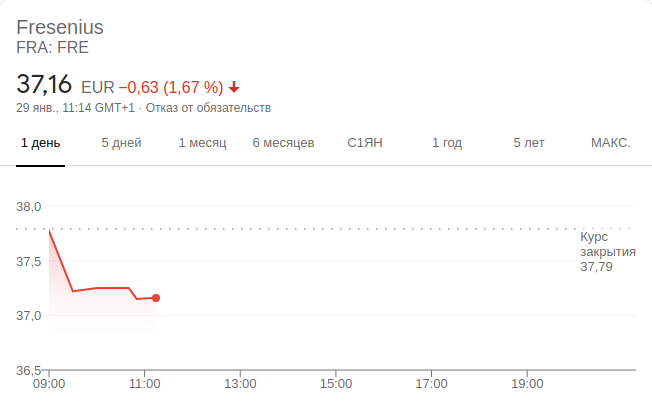 Fresenius
FRA: FRE
37,16 EUR −0,63 (1,67 %)
29 янв., 11:14 GMT+1 · Отказ от обязательств
1 день 5 дней 1 месяц 6 месяцев С1ЯН 1 год 5 лет МАКС.
38,0
Курс
закрытия
37,79
37,5
37,0
36,5
09:00 11:00 13:00 15:00 17:00 19:00